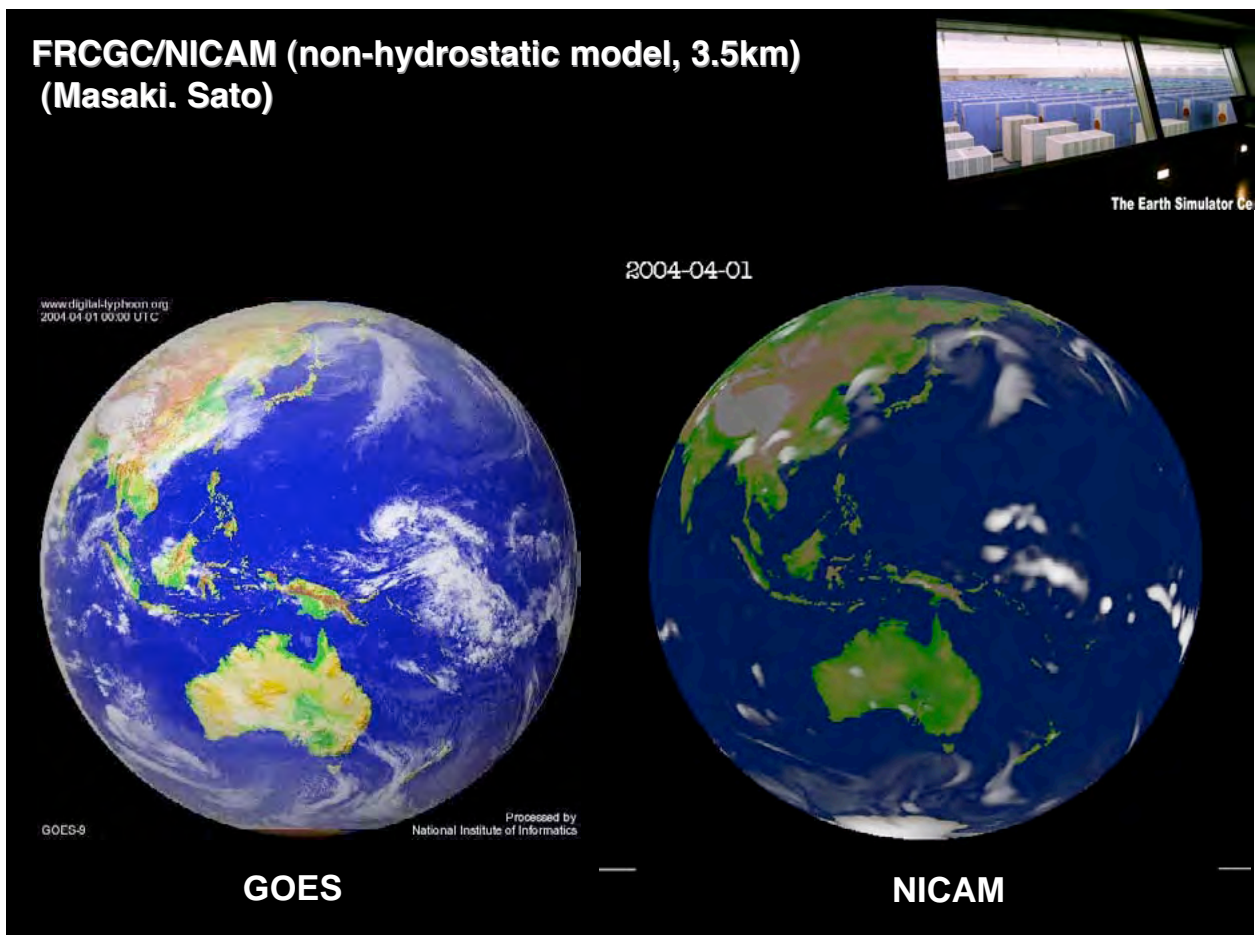 FRCGC/NICAM (non-hydrostatic model, 3.5km)
(Masaki. Sato)
The Earth Simulator Ce
2004-04-01
www.digital-typhoon.org
2004-04-01 00:00 UTC
GOES-9
Processed by
National Institute of Informatics
GOES
NICAM